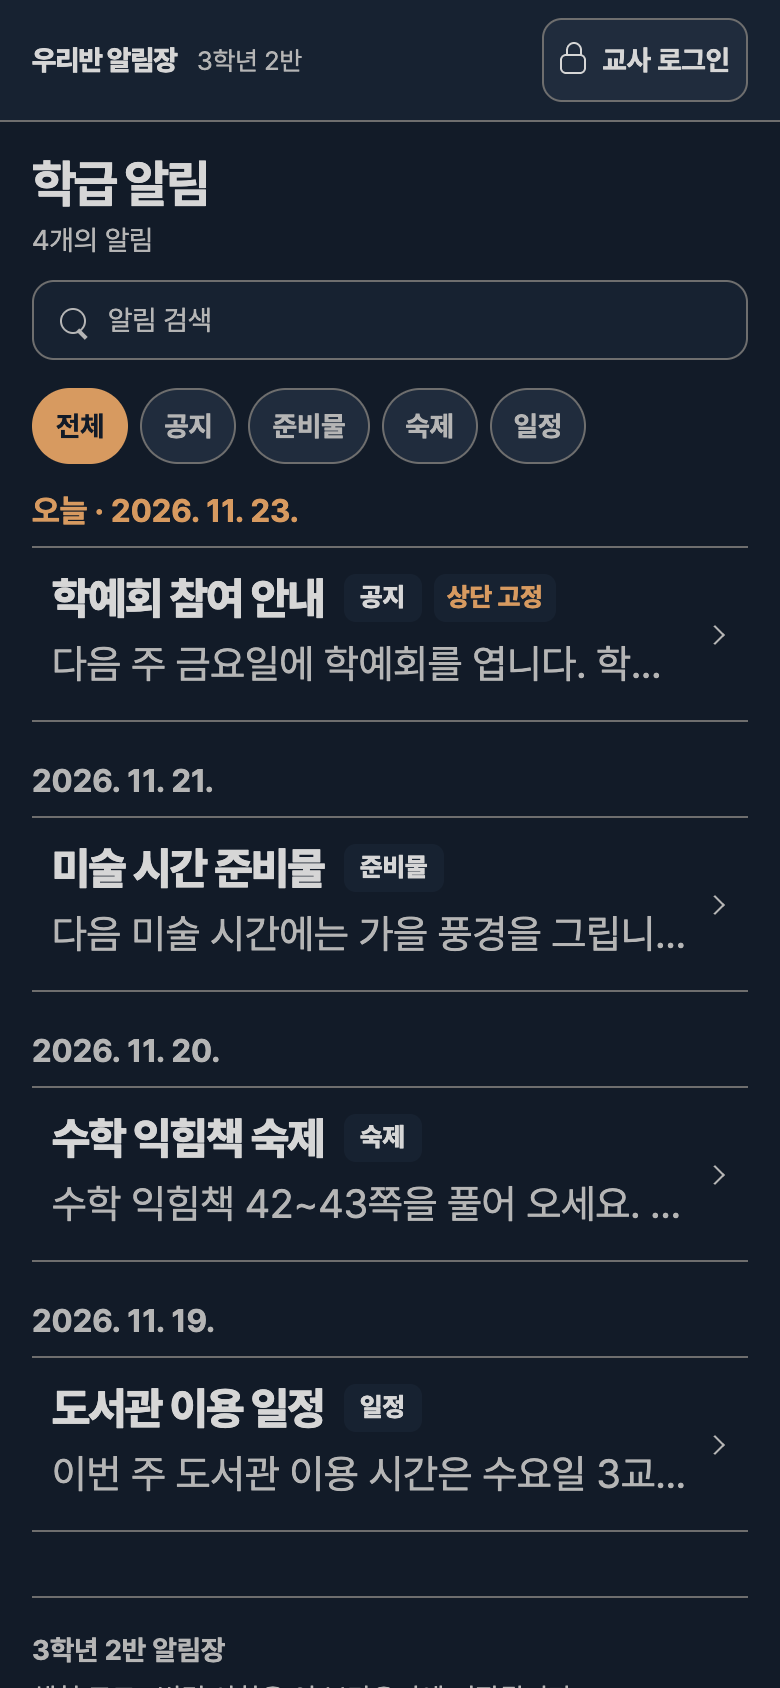 우리반 알림장 3학년 2반
교사 로그인
학급 알림
4개의 알림
알림 검색
전체 공지 준비물 숙제 일정
오늘 · 2026. 11. 23.
학예회 참여 안내 공지 상단 고정
다음 주 금요일에 학예회를 엽니다. 학...
2026. 11. 21.
미술 시간 준비물 준비물
다음 미술 시간에는 가을 풍경을 그립니...
2026. 11. 20.
수학 익힘책 숙제 숙제
수학 익힘책 42~43쪽을 풀어 오세요. ...
2026. 11. 19.
도서관 이용 일정 일정
이번 주 도서관 이용 시간은 수요일 3교...
3학년 2반 알림장